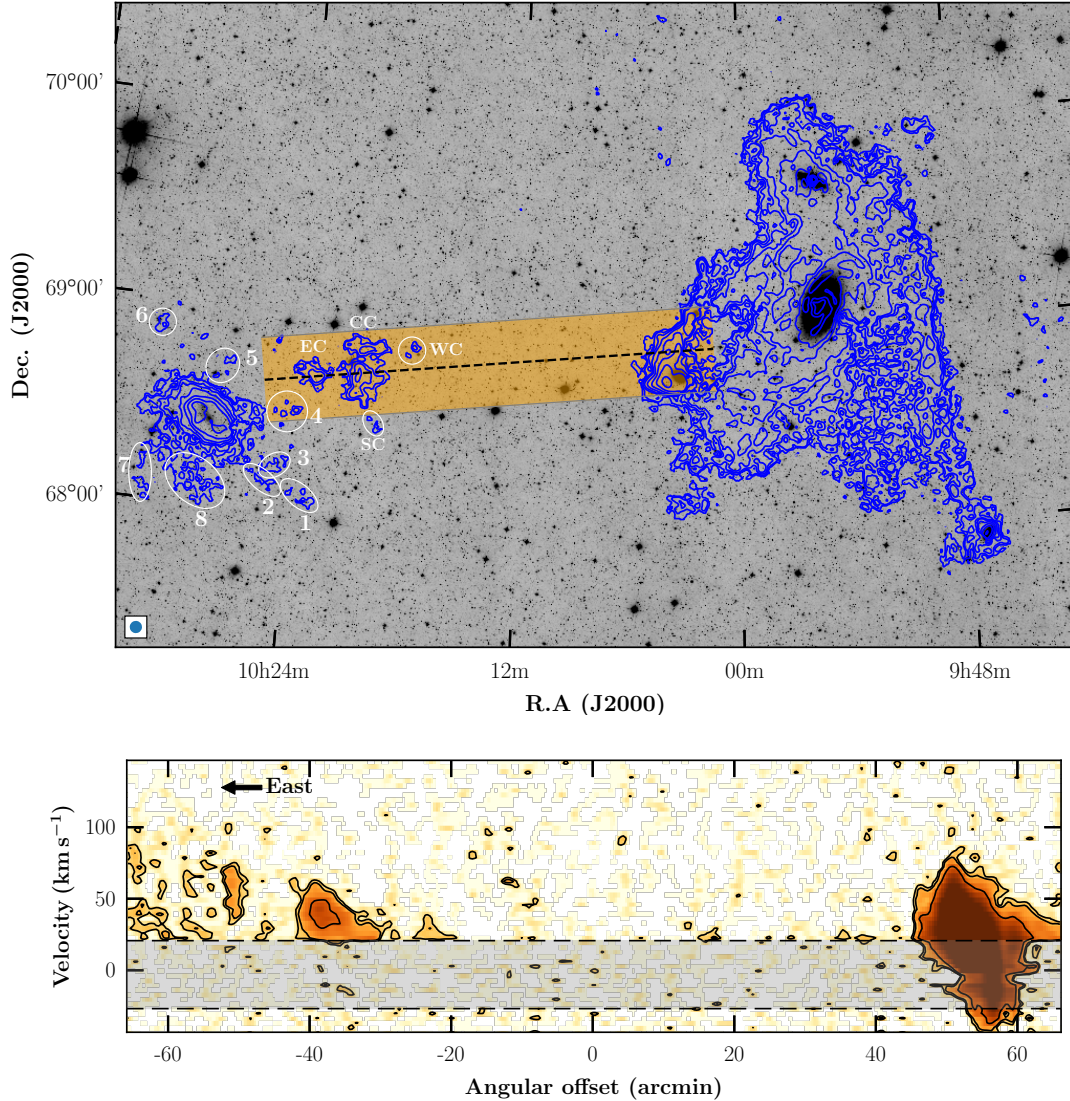 70°00′
69°00′
68°00′
Dec. (J2000)
6
5
EC
CC
WC
4
SC
7
3
8
2
1
10h24m
12m
00m
9h48m
R.A (J2000)
East
100
50
0
Velocity (km s⁻¹)
-60
-40
-20
0
20
40
60
Angular offset (arcmin)